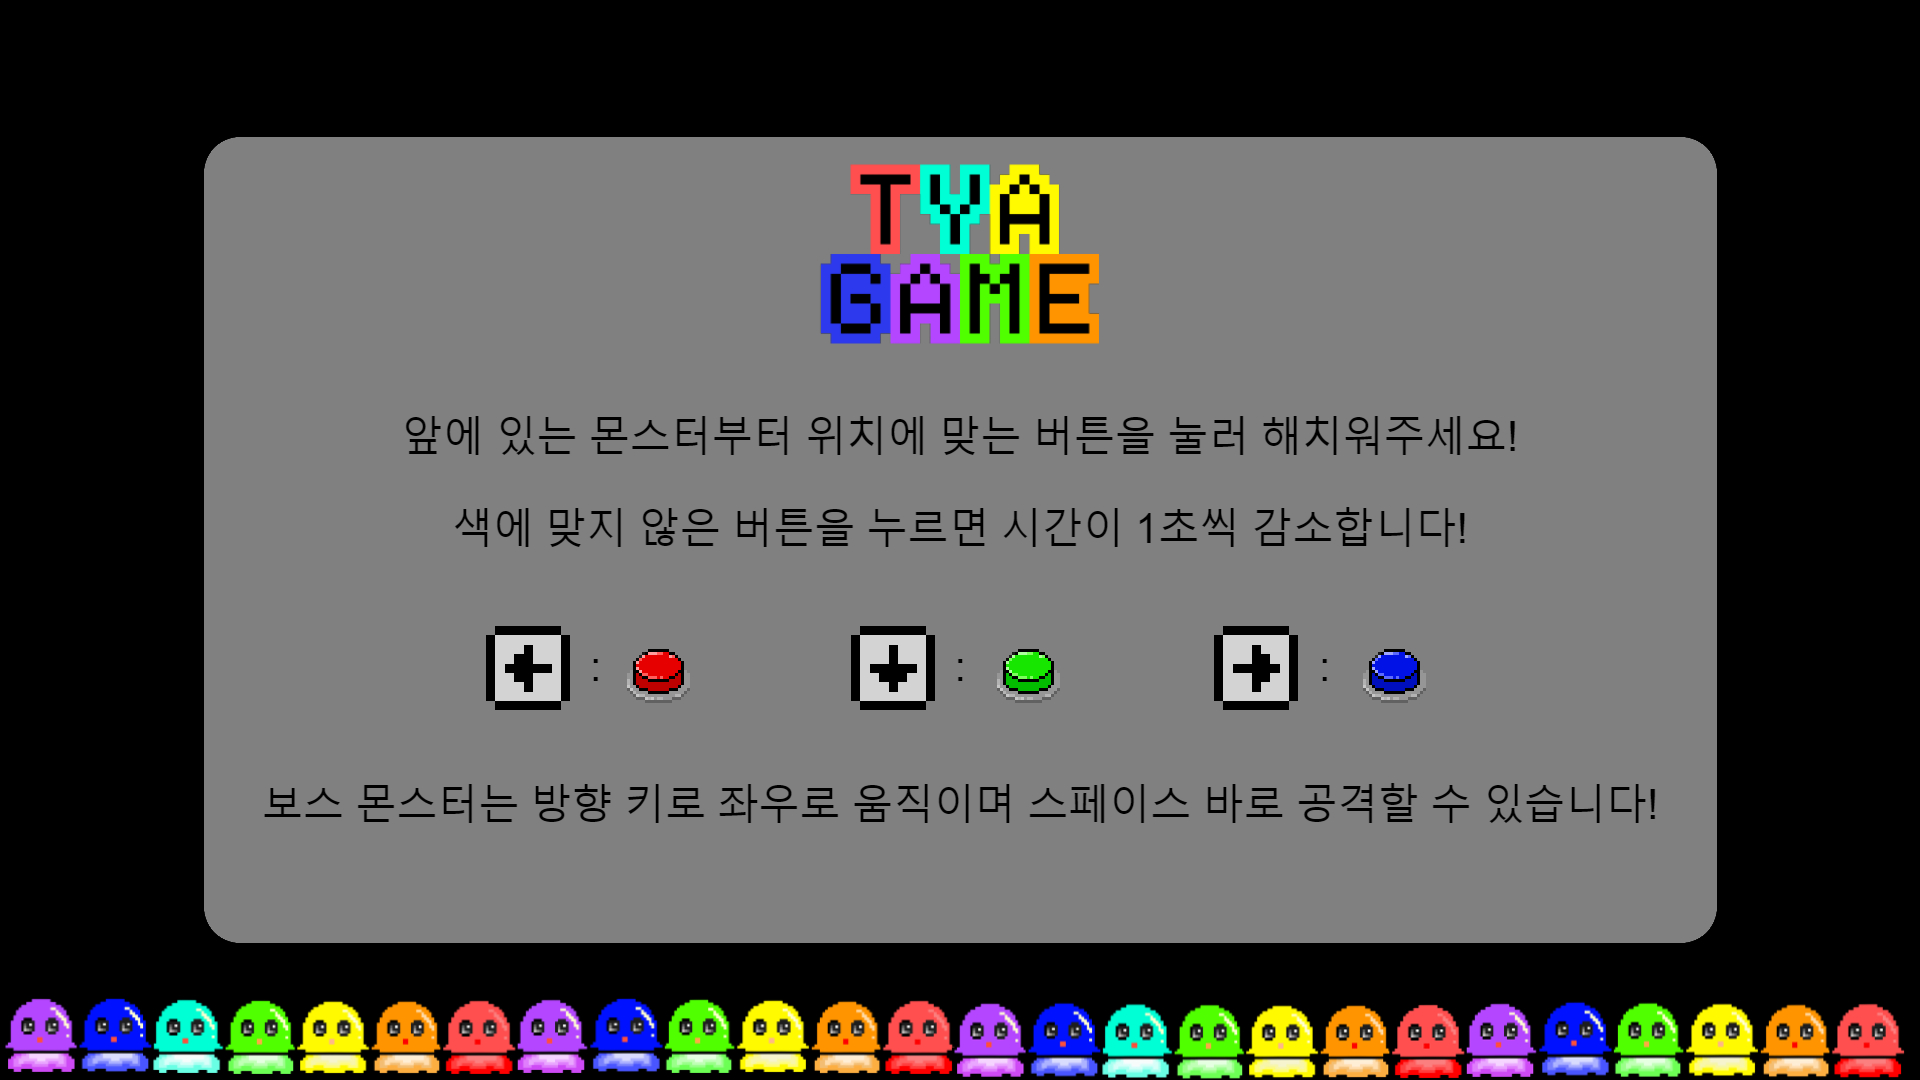 TYA
GAME
앞에 있는 몬스터부터 위치에 맞는 버튼을 눌러 해치워주세요!
색에 맞지 않은 버튼을 누르면 시간이 1초씩 감소합니다!
← : ↓ : → :
보스 몬스터는 방향 키로 좌우로 움직이며 스페이스 바로 공격할 수 있습니다!